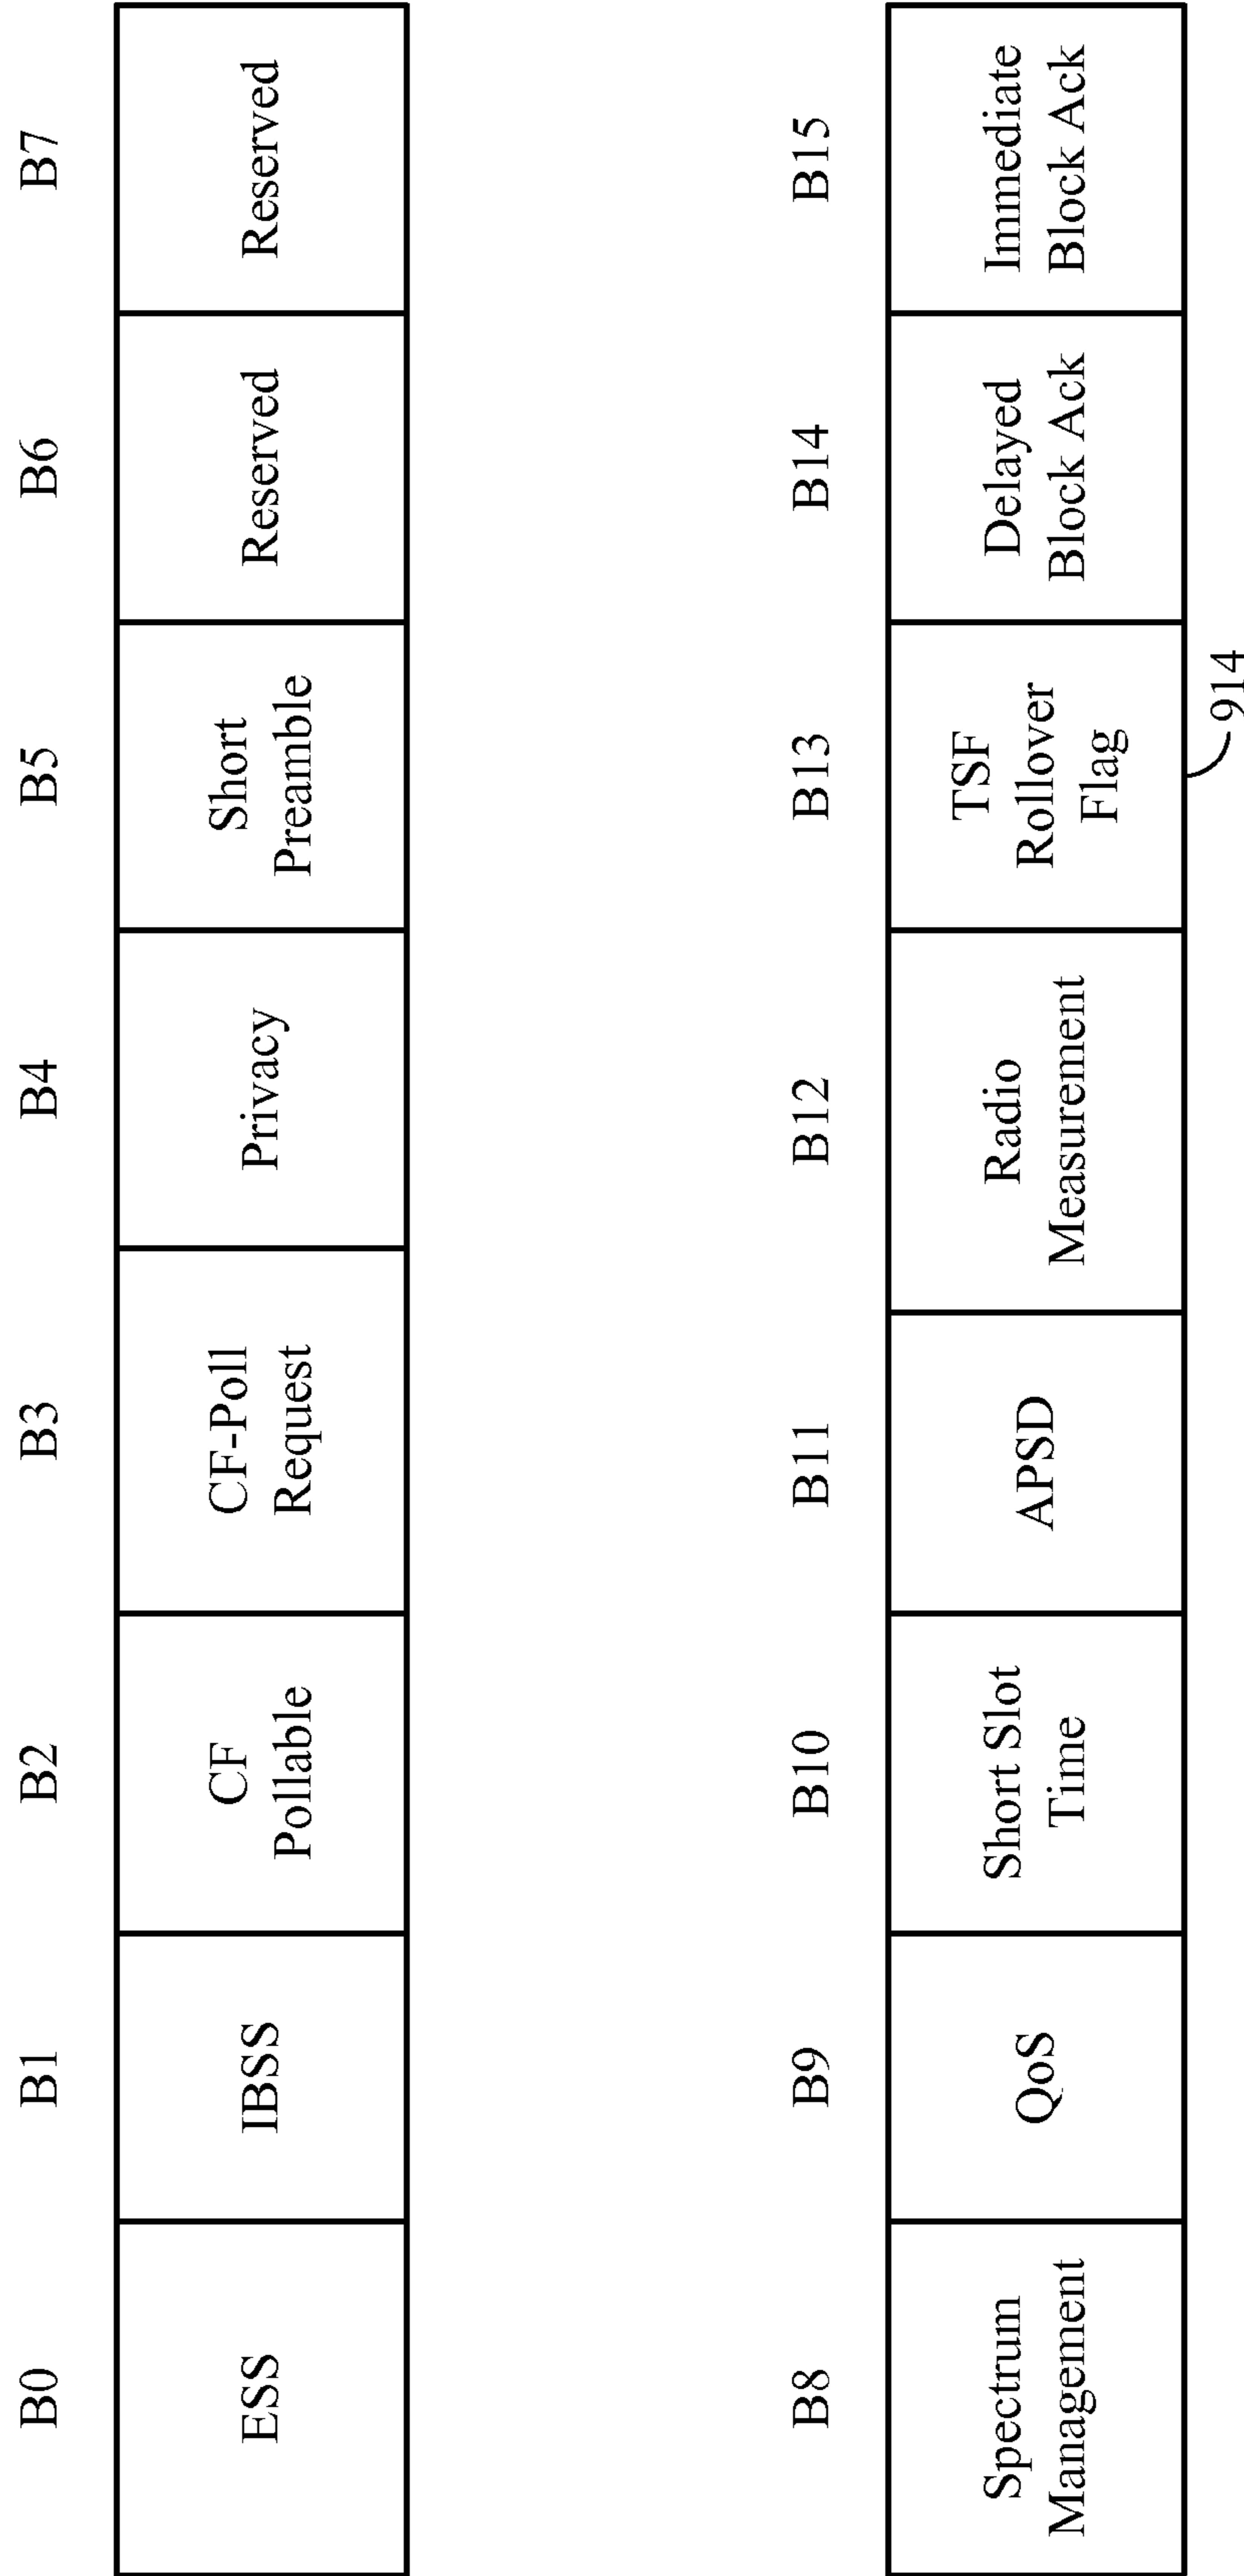 B0 B1 B2 B3 B4 B5 B6 B7
ESS
IBSS
CF
Pollable
CF-Poll
Request
Privacy
Short
Preamble
Reserved
Reserved
B8 B9 B10 B11 B12 B13 B14 B15
Spectrum
Management
QoS
Short Slot
Time
APSD
Radio
Measurement
TSF
Rollover
Flag
Delayed
Block Ack
Immediate
Block Ack
914